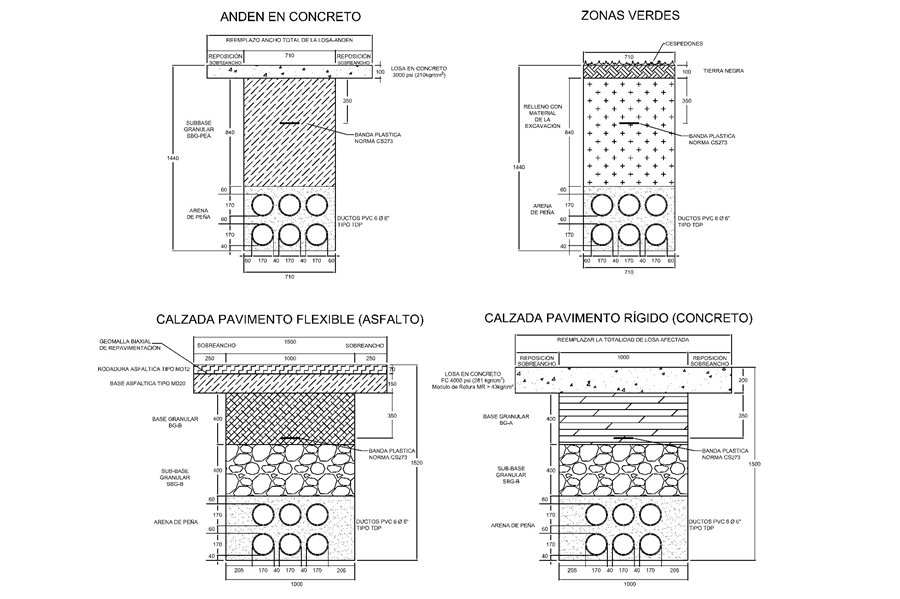 ANDEN EN CONCRETO
REEMPLAZO ANCHO TOTAL DE LA LOSA-ANDEN
REPOSICIÓN
SOBREANCHO
710
REPOSICIÓN
SOBREANCHO
LOSA EN CONCRETO
3000 psi (210kgr/cm²)
100
350
SUBBASE
GRANULAR
SBG-PEA
840
1440
BANDA PLASTICA
NORMA CS273
60
170
60
170
40
ARENA
DE PEÑA
DUCTOS PVC 6 Ø 6"
TIPO TDP
60 170 40 170 40 170 60
710
ZONAS VERDES
CESPEDONES
710
100
TIERRA NEGRA
350
RELLENO CON
MATERIAL
DE LA
EXCAVACIÓN
840
1440
BANDA PLASTICA
NORMA CS273
60
170
60
170
40
ARENA
DE PEÑA
DUCTOS PVC 6 Ø 6"
TIPO TDP
60 170 40 170 40 170 60
710
CALZADA PAVIMENTO FLEXIBLE (ASFALTO)
GEOMALLA BIAXIAL
DE REPAVIMENTACION
1500
SOBREANCHO
SOBREANCHO
250 1000 250
RODADURA ASFALTICA TIPO MD12
70
BASE ASFALTICA TIPO MD20
150
350
BASE GRANULAR
BG-B
400
BANDA PLASTICA
NORMA CS273
1520
SUB-BASE
GRANULAR
SBG-B
400
60
170
60
170
40
ARENA DE PEÑA
DUCTOS PVC 6 Ø 6"
TIPO TDP
205 170 40 170 40 170 205
1000
CALZADA PAVIMENTO RÍGIDO (CONCRETO)
REEMPLAZAR LA TOTALIDAD DE LOSA AFECTADA
REPOSICIÓN
SOBREANCHO
1000
REPOSICIÓN
SOBREANCHO
LOSA EN CONCRETO
FC 4000 psi (281 kgr/cm²)
Modulo de Rotura MR > 43kg/cm²
200
350
BASE GRANULAR
BG-A
400
BANDA PLASTICA
NORMA CS273
1500
SUB-BASE
GRANULAR
SBG-B
400
60
170
60
170
40
ARENA DE PEÑA
DUCTOS PVC 6 Ø 6"
TIPO TDP
205 170 40 170 40 170 205
1000